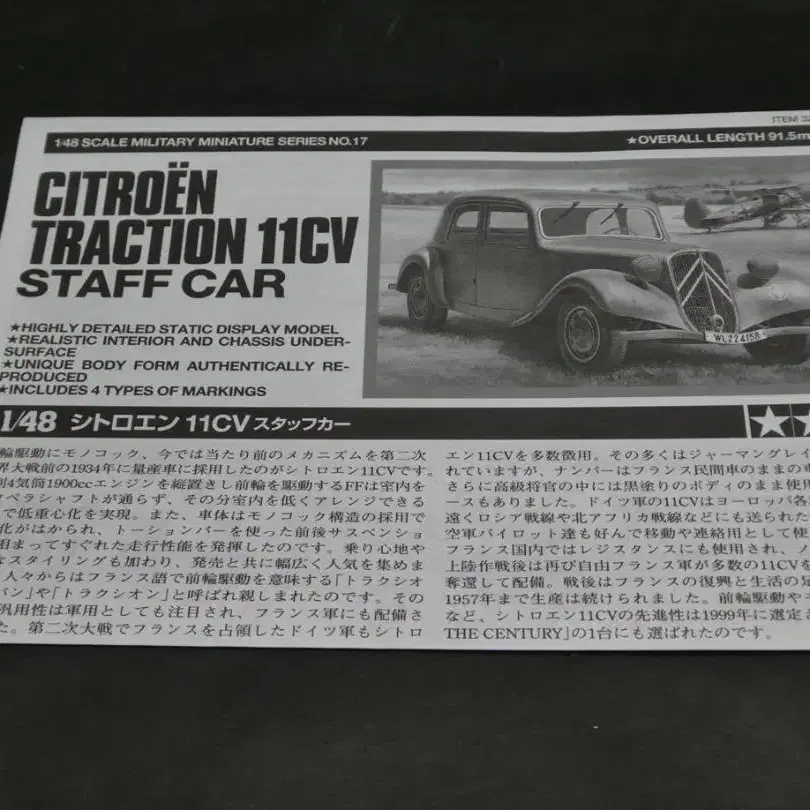 ITEM 32
1/48 SCALE MILITARY MINIATURE SERIES NO.17
★OVERALL LENGTH 91.5m
CITROËN
TRACTION 11CV
STAFF CAR
★HIGHLY DETAILED STATIC DISPLAY MODEL
★REALISTIC INTERIOR AND CHASSIS UNDER-
SURFACE
★UNIQUE BODY FORM AUTHENTICALLY RE-
PRODUCED
★INCLUDES 4 TYPES OF MARKINGS
WL224158
1/48 シトロエン 11CV スタッフカー
輪駆動にモノコック、今では当たり前のメカニズムを第二次
界大戦前の1934年に量産車に採用したのがシトロエン11CVです。
列4気筒1900ccエンジンを縦置きし前輪を駆動するFFは室内を
ペラシャフトが通らず、その分室内を低くアレンジできる
で低重心化を実現。また、車体はモノコック構造の採用で
化がはかられ、トーションバーを使った前後サスペンショ
相まってすぐれた走行性能を発揮したのです。乗り心地や
なスタイリングも加わり、発売と共に幅広く人気を集めま
人々からはフランス語で前輪駆動を意味する「トラクシオ
バン」や「トラクシオン」と呼ばれ親しまれたのです。その
汎用性は軍用としても注目され、フランス軍にも配備さ
た。第二次大戦でフランスを占領したドイツ軍もシトロ
エン11CVを多数徴用。その多くはジャーマングレイ
れていますが、ナンバーはフランス民間車のままの車
さらに高級将官の中には黒塗りのボディのまま使用
ースもありました。ドイツ軍の11CVはヨーロッパ各
遠くロシア戦線や北アフリカ戦線などにも送られた
空軍パイロット達も好んで移動や連絡用として使
フランス国内ではレジスタンスにも使用され、ノ
上陸作戦後は再び自由フランス軍が多数の11CVを
奪還して配備。戦後はフランスの復興と生活の足
1957年まで生産は続けられました。前輪駆動やモ
など、シトロエン11CVの先進性は1999年に選定さ
THE CENTURY」の1台にも選ばれたのです。